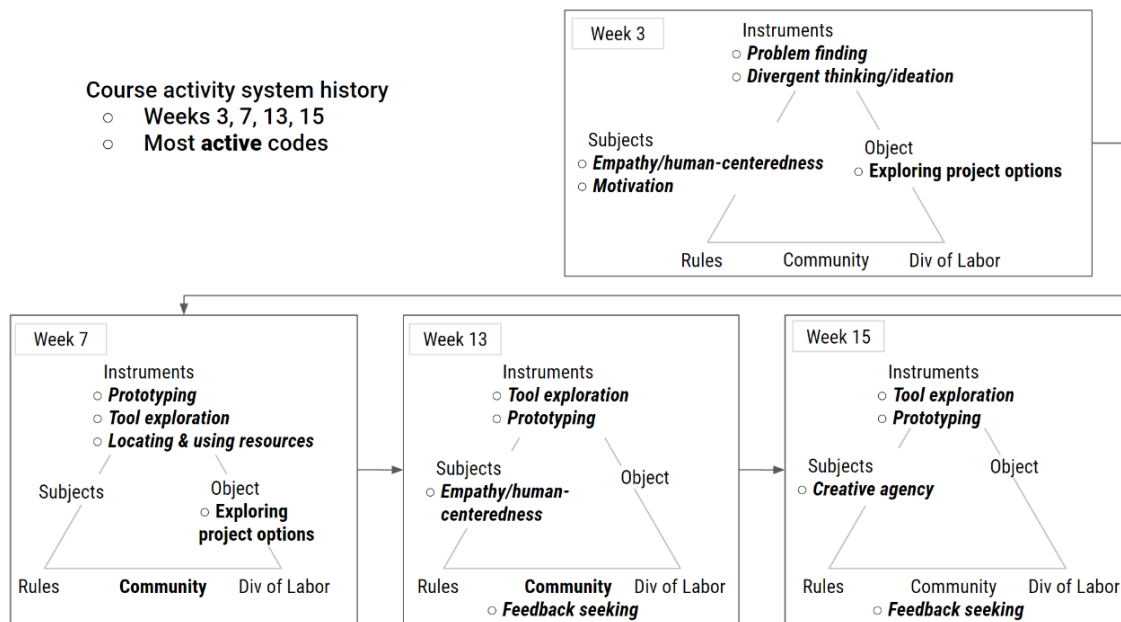 Course activity system history
○ Weeks 3, 7, 13, 15
○ Most active codes
Week 3
Instruments
○ Problem finding
○ Divergent thinking/ideation
Subjects
○ Empathy/human-centeredness
○ Motivation
Object
○ Exploring project options
Rules
Community
Div of Labor
Week 7
Instruments
○ Prototyping
○ Tool exploration
○ Locating & using resources
Subjects
Object
○ Exploring
project options
Rules
Community
Div of Labor
Week 13
Instruments
○ Tool exploration
○ Prototyping
Subjects
○ Empathy/human-
centeredness
Object
Rules
Community
Div of Labor
○ Feedback seeking
Week 15
Instruments
○ Tool exploration
○ Prototyping
Subjects
○ Creative agency
Object
Rules
Community
Div of Labor
○ Feedback seeking